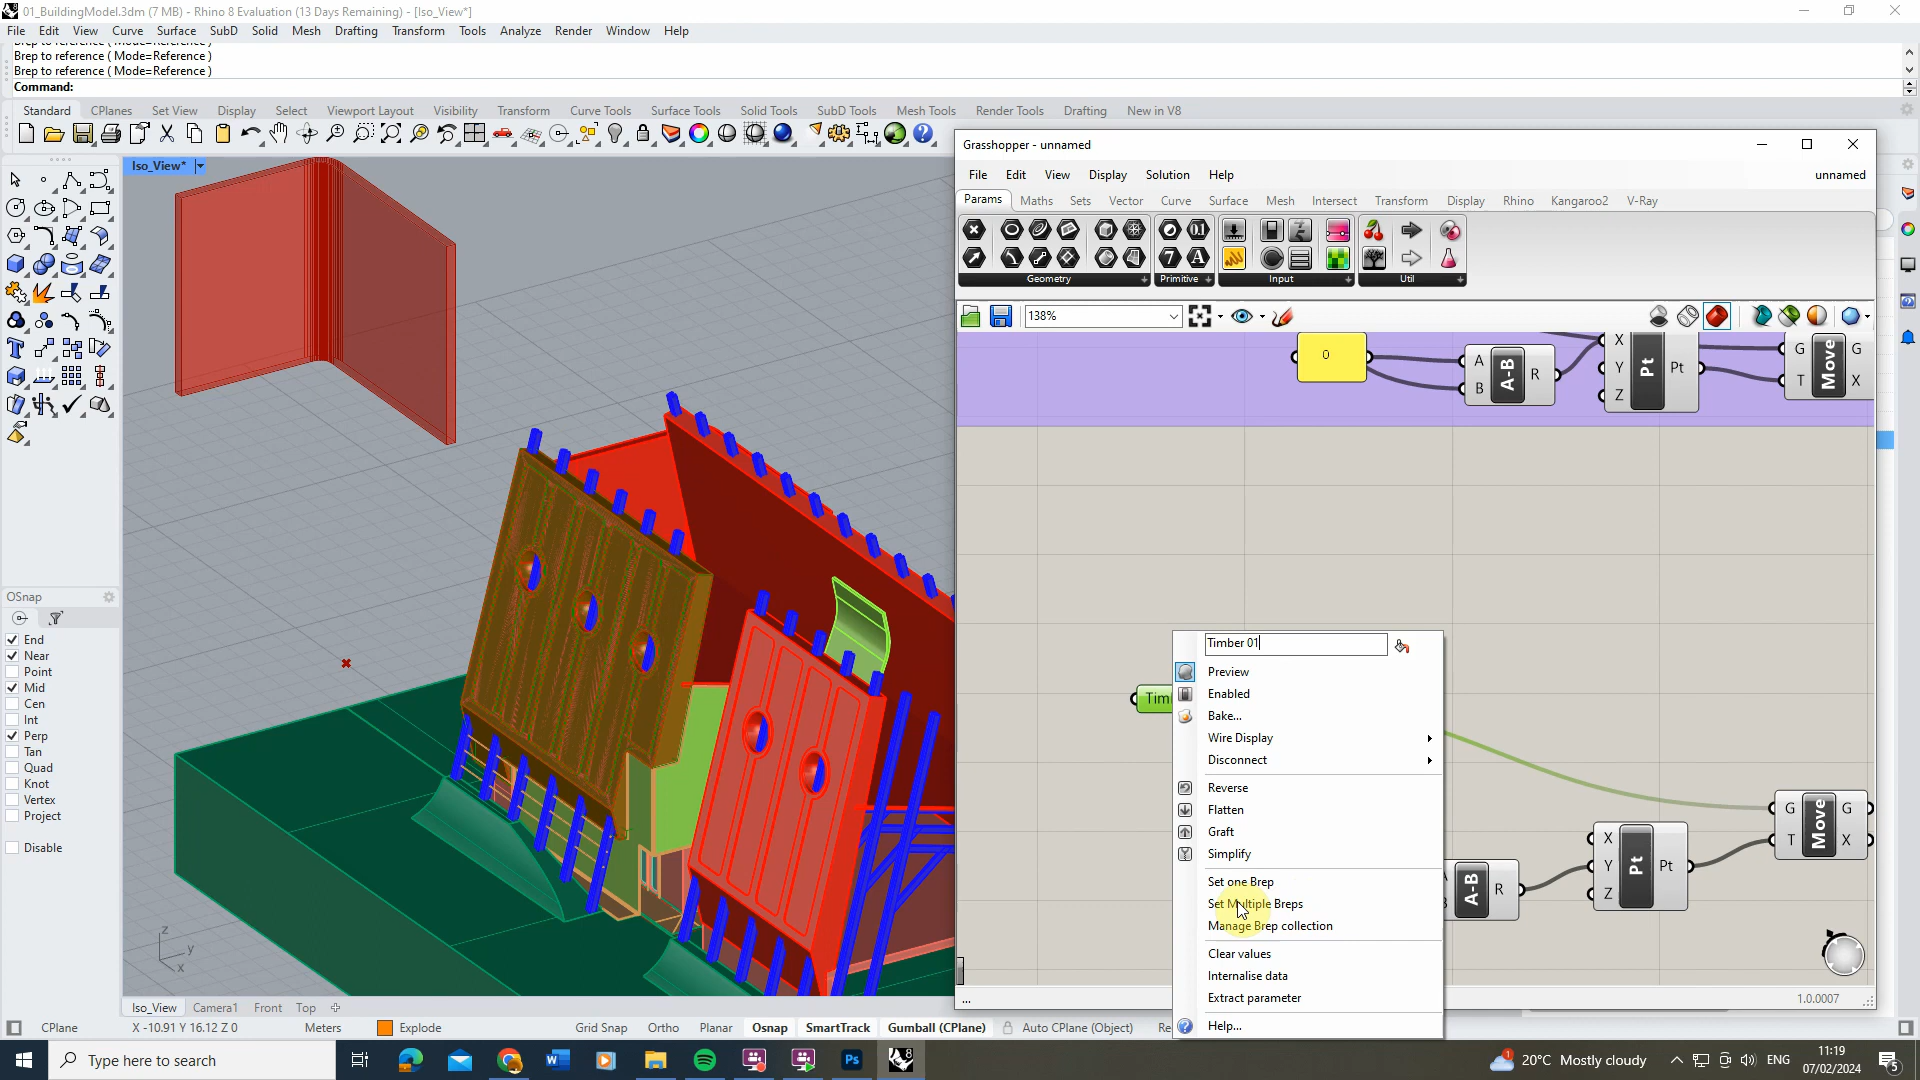 01_BuildingModel.3dm (7 MB) - Rhino 8 Evaluation (13 Days Remaining) - [Iso_View*]
File Edit View Curve Surface SubD Solid Mesh Drafting Transform Tools Analyze Render Window Help
Brep to reference ( Mode=Reference )
Brep to reference ( Mode=Reference )
Brep to reference ( Mode=Reference )
Command:
Standard CPlanes Set View Display Select Viewport Layout Visibility Transform Curve Tools Surface Tools Solid Tools SubD Tools Mesh Tools Render Tools Drafting New in V8
Iso_View*
Grasshopper - unnamed
File Edit View Display Solution Help unnamed
Params Maths Sets Vector Curve Surface Mesh Intersect Transform Display Rhino Kangaroo2 V-Ray
Geometry Primitive Input Util
138%
0 A B A-B R X Y Z Pt Pt G T Move G X
Timber 01
Preview
Enabled
Bake...
Wire Display
Disconnect
Reverse
Flatten
Graft
Simplify
Set one Brep
Set Multiple Breps
Manage Brep collection
Clear values
Internalise data
Extract parameter
Help...
A-B R X Y Z Pt Pt G T Move G X
...
1.0.0007
OSnap
End
Near
Point
Mid
Cen
Int
Perp
Tan
Quad
Knot
Vertex
Project
Disable
z y x
Iso_View Camera1 Front Top
CPlane X -10.91 Y 16.12 Z 0 Meters Explode Grid Snap Ortho Planar Osnap SmartTrack Gumball (CPlane) Auto CPlane (Object)
Type here to search
20°C Mostly cloudy ENG
11:19
07/02/2024
5